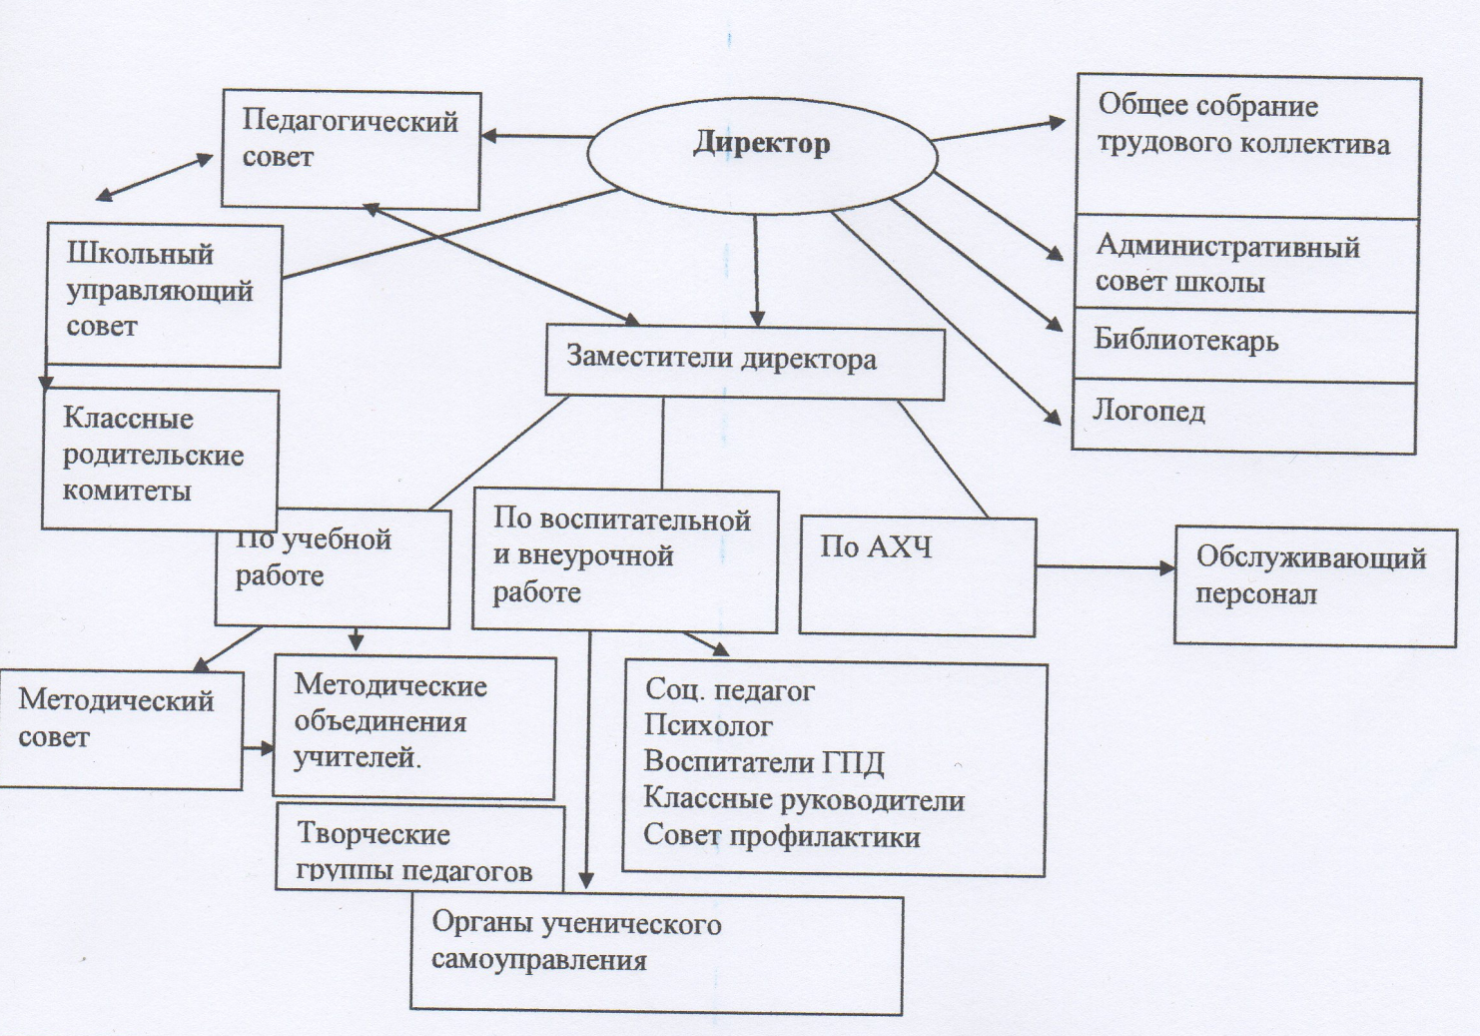 Директор
Педагогический
совет
Общее собрание
трудового коллектива
Административный
совет школы
Библиотекарь
Логопед
Школьный
управляющий
совет
Заместители директора
Классные
родительские
комитеты
По учебной
работе
По воспитательной
и внеурочной
работе
По АХЧ
Обслуживающий
персонал
Методический
совет
Методические
объединения
учителей.
Соц. педагог
Психолог
Воспитатели ГПД
Классные руководители
Совет профилактики
Творческие
группы педагогов
Органы ученического
самоуправления